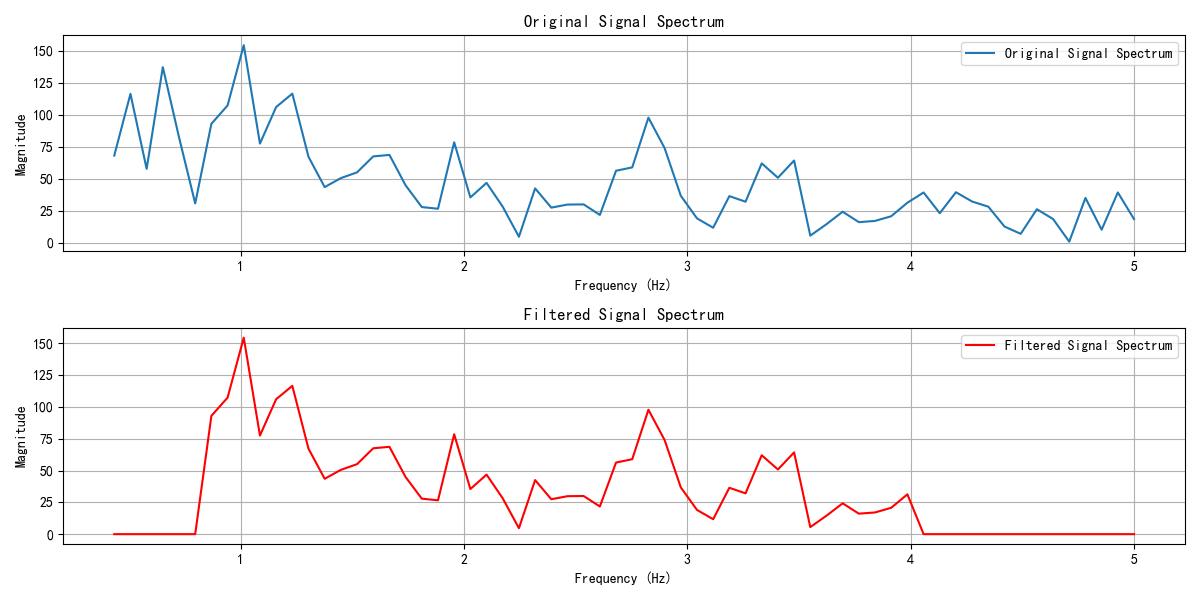 Original Signal Spectrum
Original Signal Spectrum
Magnitude
150
125
100
75
50
25
0
1 2 3 4 5
Frequency (Hz)
Filtered Signal Spectrum
Filtered Signal Spectrum
Magnitude
150
125
100
75
50
25
0
1 2 3 4 5
Frequency (Hz)